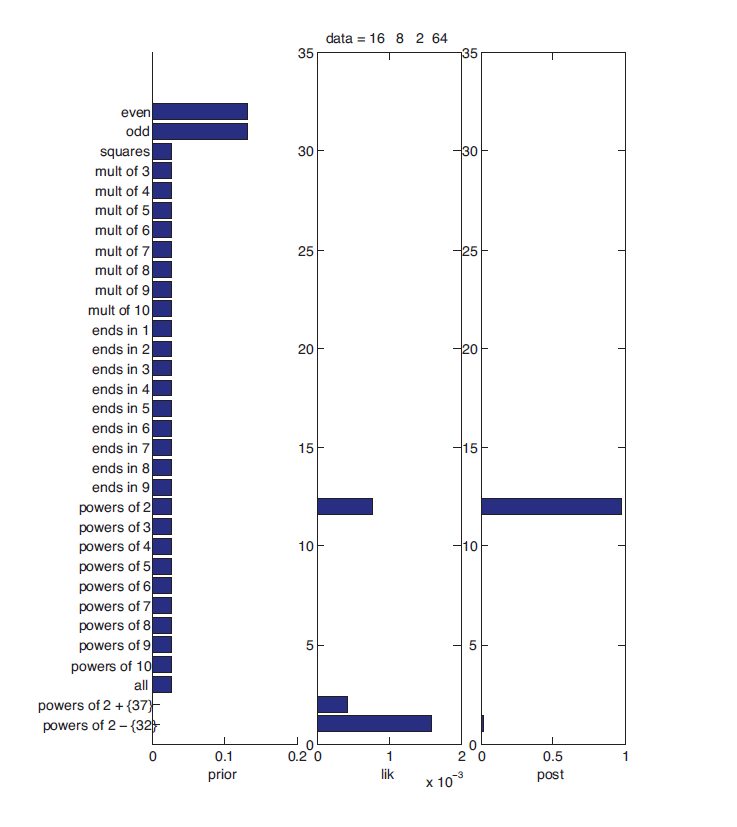 data = 16 8 2 64
35 35
even
odd
squares
30 30
mult of 3
mult of 4
mult of 5
mult of 6
mult of 7
25 25
mult of 8
mult of 9
mult of 10
ends in 1
ends in 2
20 20
ends in 3
ends in 4
ends in 5
ends in 6
ends in 7
15 15
ends in 8
ends in 9
powers of 2
powers of 3
powers of 4
10 10
powers of 5
powers of 6
powers of 7
powers of 8
powers of 9
5 5
powers of 10
all
powers of 2 + {37}
powers of 2 − {32}
0 0
0 0.1 0.2 0 1 2 0 0.5 1
prior lik post
x 10−3